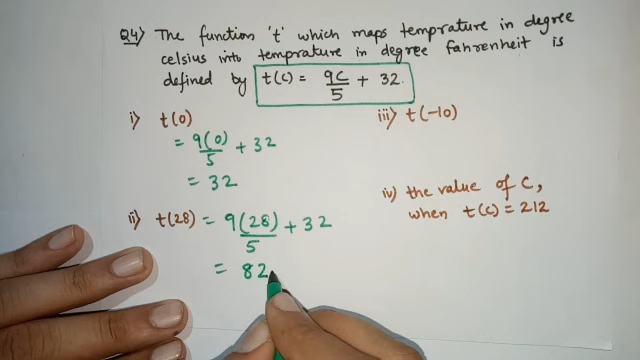 Q4) The function 't' which maps temprature in degree
celsius into temprature in degree fahrenheit is
defined by t(c) = 9C/5 + 32.
i) t(0)
= 9(0)/5 + 32
= 32
ii) t(28) = 9(28)/5 + 32
= 82
iii) t(-10)
iv) the value of C,
when t(c) = 212